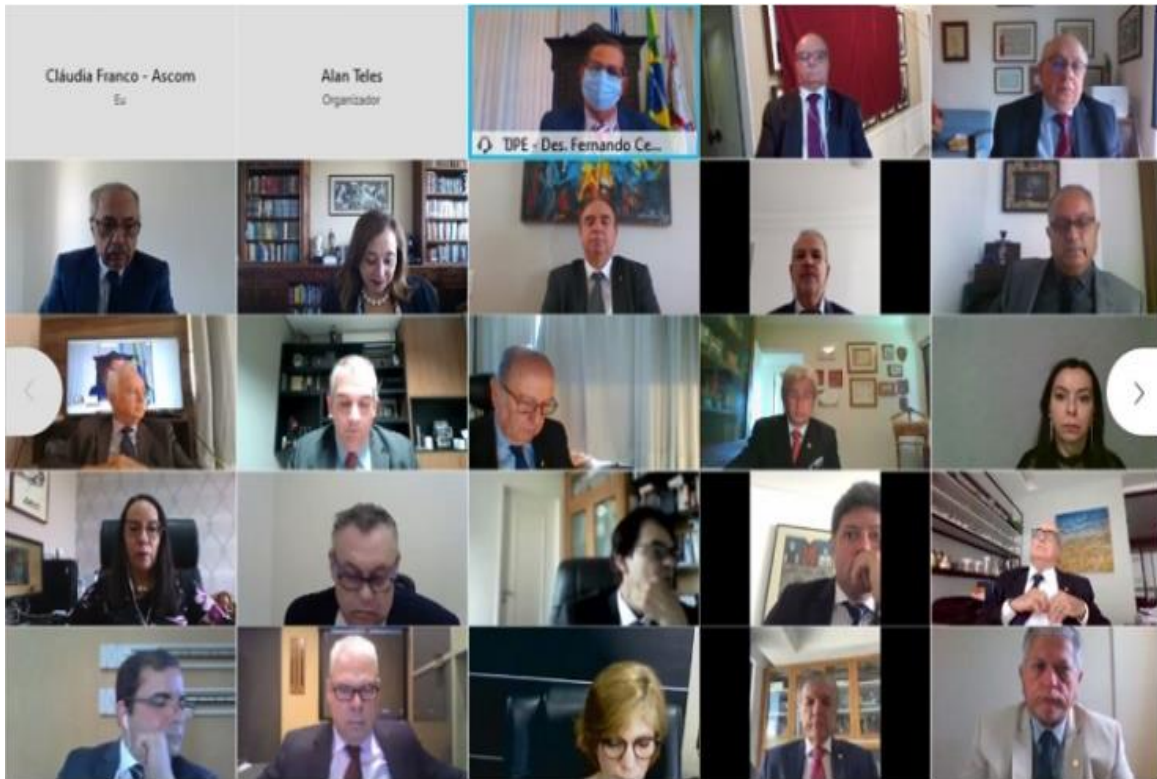 Cláudia Franco - Ascom
Eu
Alan Teles
Organizador
TJPE - Des. Fernando Ce...